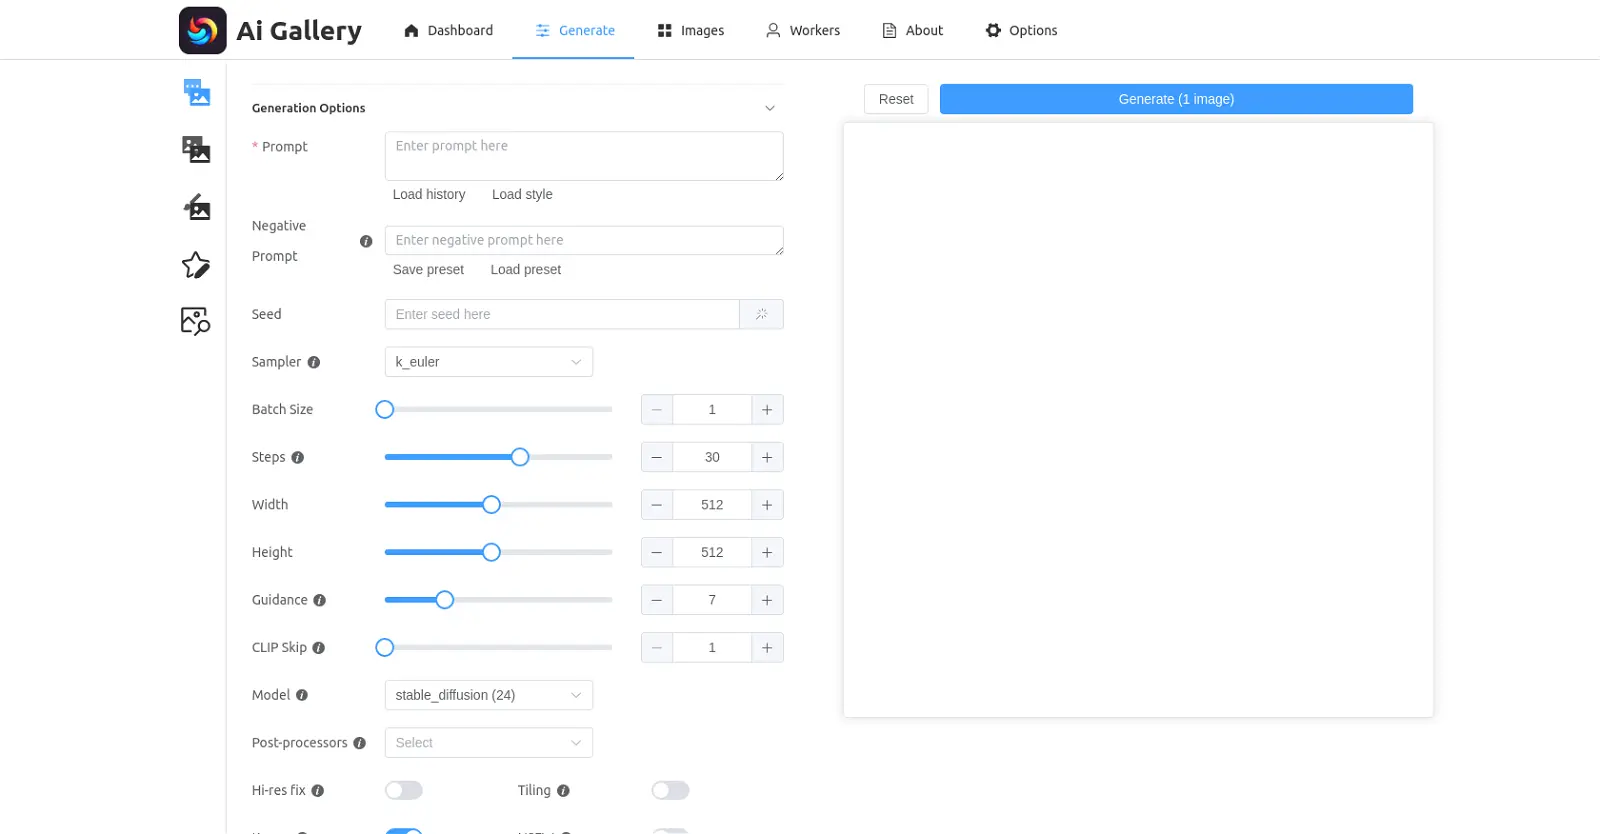 Ai Gallery
Dashboard
Generate
Images
Workers
About
Options
Generation Options
* Prompt
Enter prompt here
Load history Load style
Negative
Prompt
Enter negative prompt here
Save preset Load preset
Seed
Enter seed here
Sampler
k_euler
Batch Size
1
Steps
30
Width
512
Height
512
Guidance
7
CLIP Skip
1
Model
stable_diffusion (24)
Post-processors
Select
Hi-res fix
Tiling
Reset
Generate (1 image)